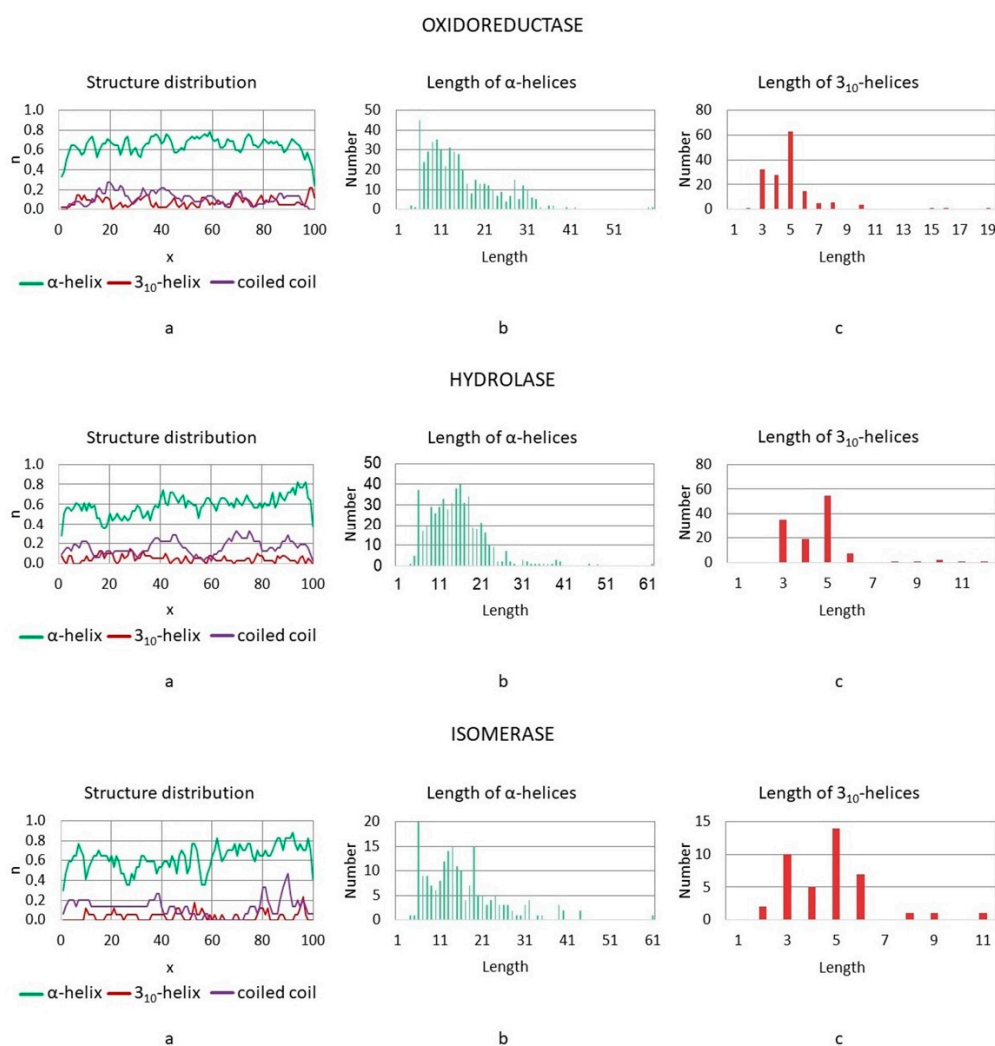 OXIDOREDUCTASE
Structure distribution
1.0
0.8
0.6
0.4
0.2
0.0
n
0 20 40 60 80 100
x
α-helix 3₁₀-helix coiled coil
a
Length of α-helices
50
40
30
20
10
0
Number
1 11 21 31 41 51
Length
b
Length of 3₁₀-helices
80
60
40
20
0
Number
1 3 5 7 9 11 13 15 17 19
Length
c
HYDROLASE
Structure distribution
1.0
0.8
0.6
0.4
0.2
0.0
n
0 20 40 60 80 100
x
α-helix 3₁₀-helix coiled coil
a
Length of α-helices
50
40
30
20
10
0
Number
1 11 21 31 41 51 61
Length
b
Length of 3₁₀-helices
80
60
40
20
0
Number
1 3 5 7 9 11
Length
c
ISOMERASE
Structure distribution
1.0
0.8
0.6
0.4
0.2
0.0
n
0 20 40 60 80 100
x
α-helix 3₁₀-helix coiled coil
a
Length of α-helices
20
15
10
5
0
Number
1 11 21 31 41 51 61
Length
b
Length of 3₁₀-helices
15
10
5
0
Number
1 3 5 7 9 11
Length
c